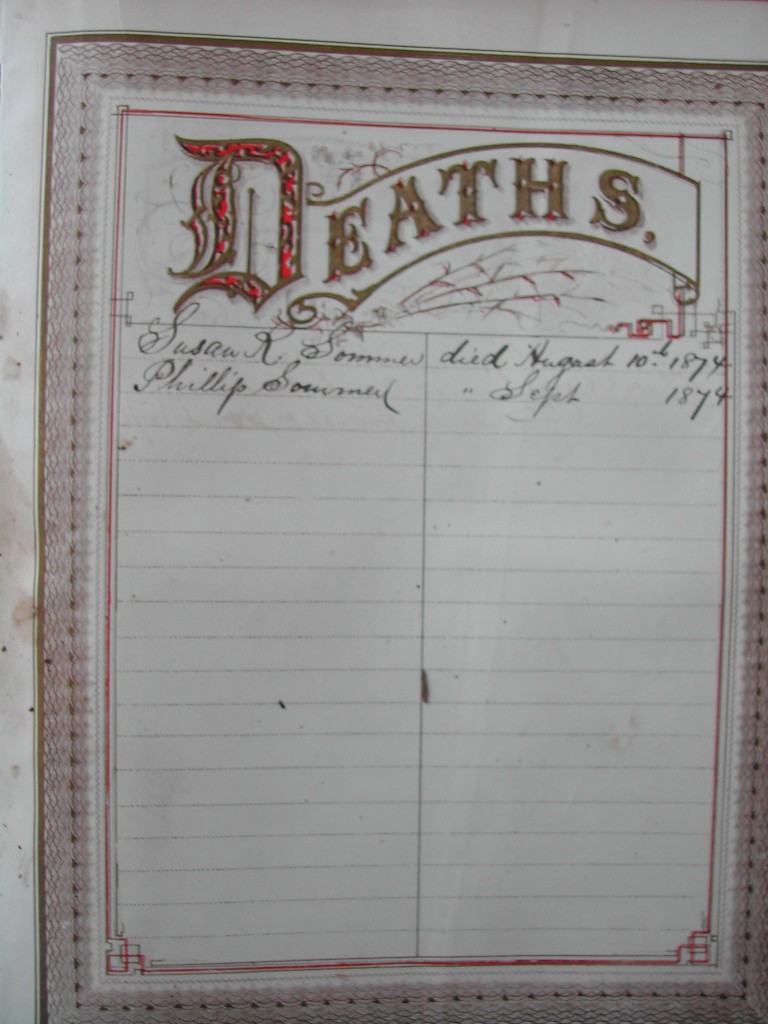 DEATHS.
Susan R. Sommer died August 10th 1874
Phillip Sommer " Sept 1874